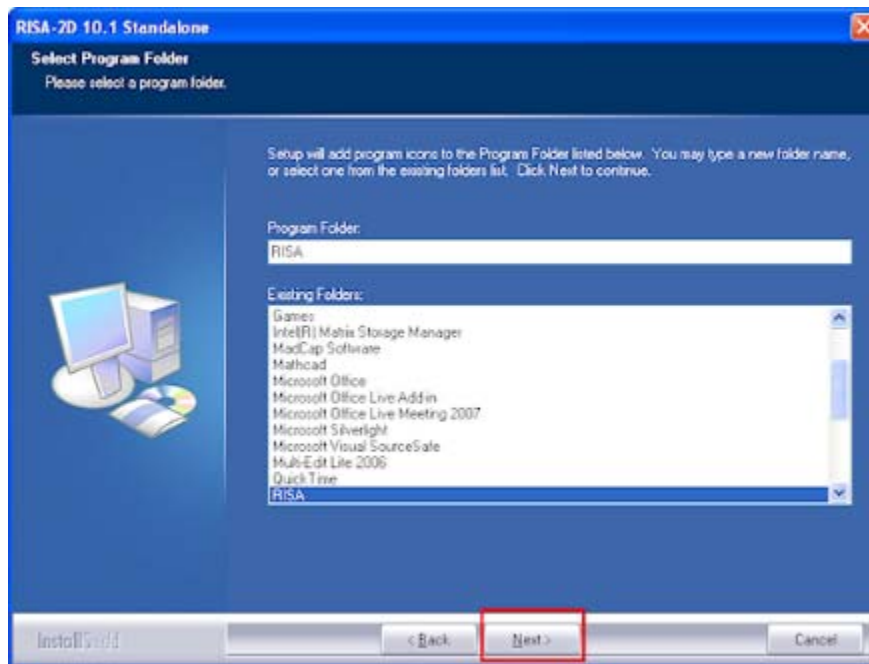 RISA-2D 10.1 Standalone
Select Program Folder
Please select a program folder.
Setup will add program icons to the Program Folder listed below. You may type a new folder name,
or select one from the existing folders list. Click Next to continue.
Program Folder:
RISA
Existing Folders:
Games
Intel(R) Matrix Storage Manager
MadCap Software
Mathcad
Microsoft Office
Microsoft Office Live Add-in
Microsoft Office Live Meeting 2007
Microsoft Silverlight
Microsoft Visual SourceSafe
Multi-Edit Lite 2006
QuickTime
RISA
InstallShield
< Back
Next >
Cancel